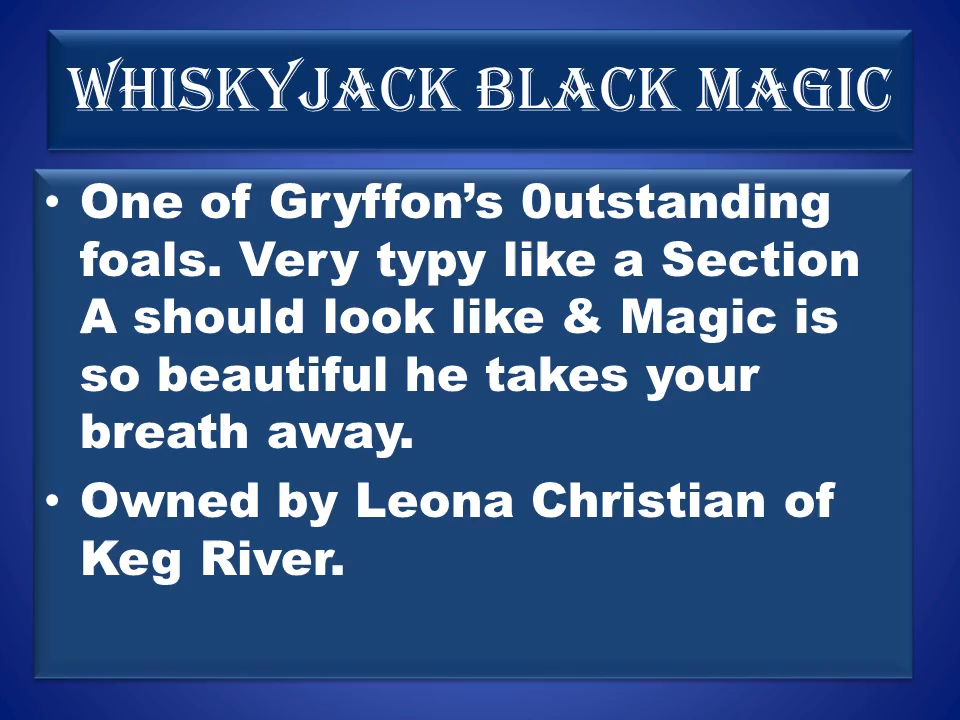 WHISKYJACK BLACK MAGIC
• One of Gryffon’s 0utstanding
foals. Very typy like a Section
A should look like & Magic is
so beautiful he takes your
breath away.
• Owned by Leona Christian of
Keg River.